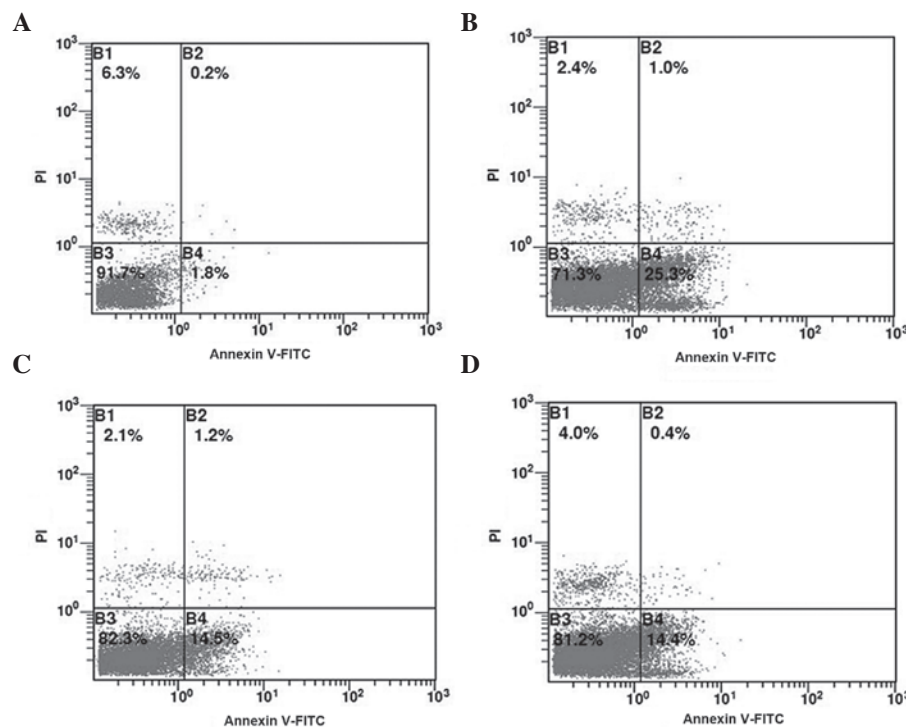 A
10³
B1
B2
6.3%
0.2%
10²
PI
10¹
10⁰
B3
B4
91.7%
1.8%
10⁰
10¹
10²
10³
Annexin V-FITC
B
10³
B1
B2
2.4%
1.0%
10²
PI
10¹
10⁰
B3
B4
71.3%
25.3%
10⁰
10¹
10²
10³
Annexin V-FITC
C
10³
B1
B2
2.1%
1.2%
10²
PI
10¹
10⁰
B3
B4
82.3%
14.5%
10⁰
10¹
10²
10³
Annexin V-FITC
D
10³
B1
B2
4.0%
0.4%
10²
PI
10¹
10⁰
B3
B4
81.2%
14.4%
10⁰
10¹
10²
10³
Annexin V-FITC